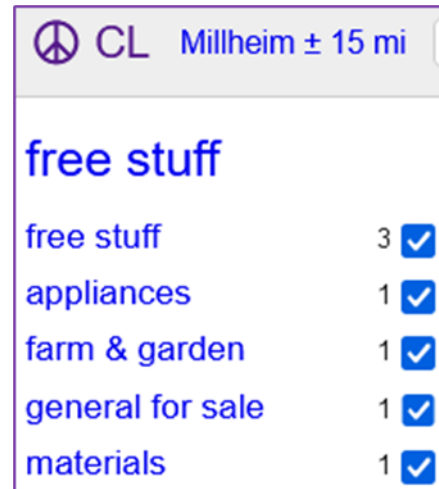 ☮ CL Millheim ± 15 mi
free stuff
free stuff 3
appliances 1
farm & garden 1
general for sale 1
materials 1